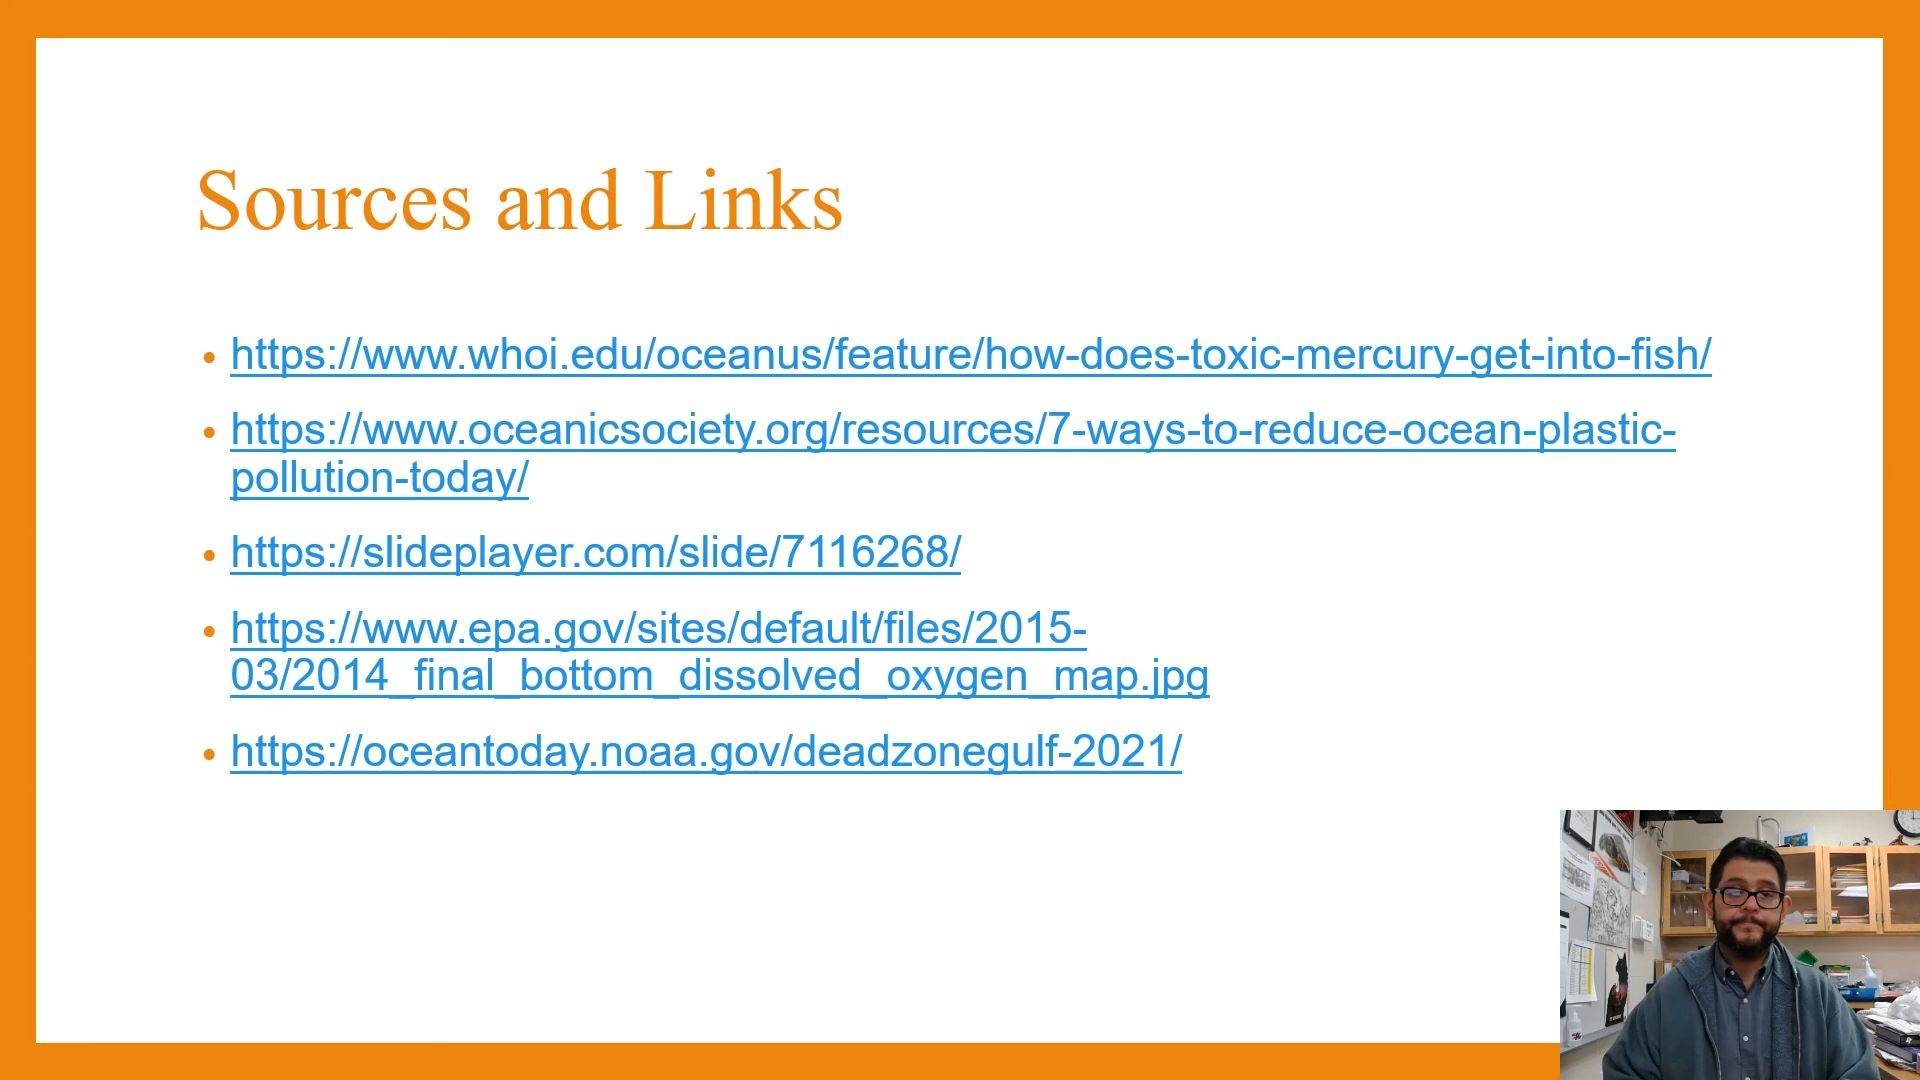 Sources and Links
• https://www.whoi.edu/oceanus/feature/how-does-toxic-mercury-get-into-fish/
• https://www.oceanicsociety.org/resources/7-ways-to-reduce-ocean-plastic-
pollution-today/
• https://slideplayer.com/slide/7116268/
• https://www.epa.gov/sites/default/files/2015-
03/2014_final_bottom_dissolved_oxygen_map.jpg
• https://oceantoday.noaa.gov/deadzonegulf-2021/